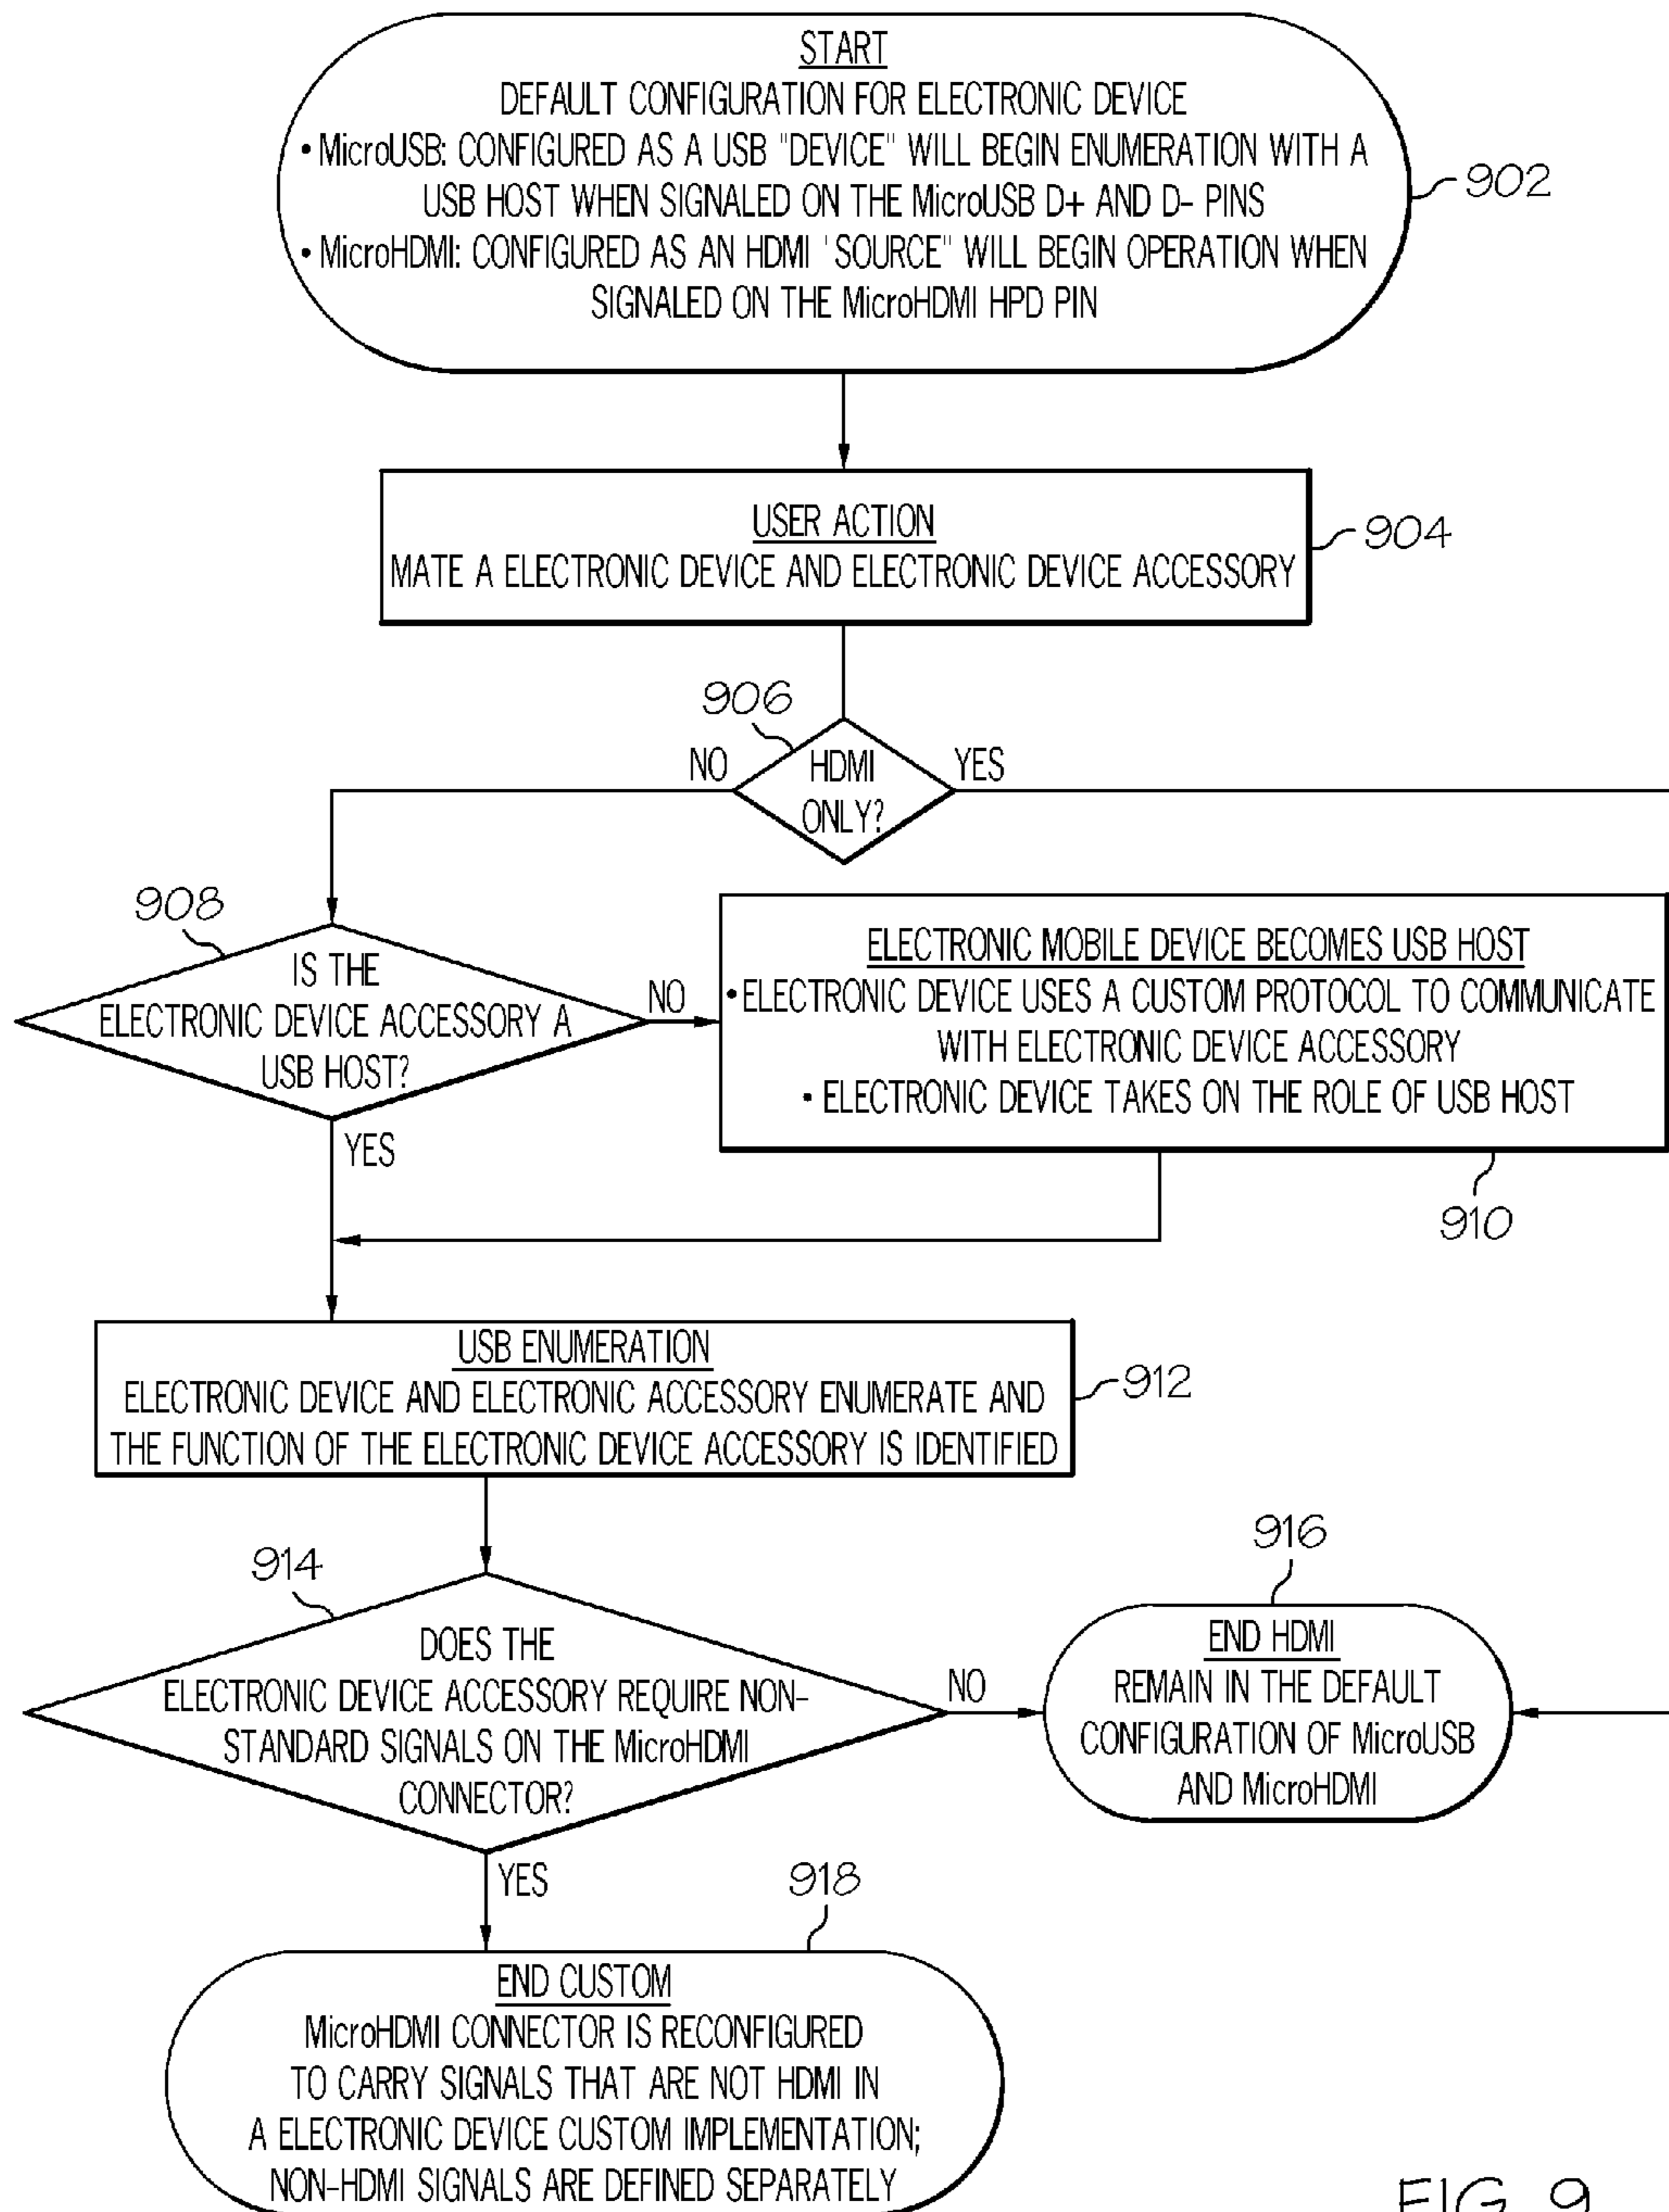 START
DEFAULT CONFIGURATION FOR ELECTRONIC DEVICE
• MicroUSB: CONFIGURED AS A USB "DEVICE" WILL BEGIN ENUMERATION WITH A
USB HOST WHEN SIGNALED ON THE MicroUSB D+ AND D- PINS
• MicroHDMI: CONFIGURED AS AN HDMI 'SOURCE" WILL BEGIN OPERATION WHEN
SIGNALED ON THE MicroHDMI HPD PIN
902
USER ACTION
MATE A ELECTRONIC DEVICE AND ELECTRONIC DEVICE ACCESSORY
904
906
NO
HDMI
ONLY?
YES
908
IS THE
ELECTRONIC DEVICE ACCESSORY A
USB HOST?
NO
YES
ELECTRONIC MOBILE DEVICE BECOMES USB HOST
• ELECTRONIC DEVICE USES A CUSTOM PROTOCOL TO COMMUNICATE
WITH ELECTRONIC DEVICE ACCESSORY
• ELECTRONIC DEVICE TAKES ON THE ROLE OF USB HOST
910
USB ENUMERATION
ELECTRONIC DEVICE AND ELECTRONIC ACCESSORY ENUMERATE AND
THE FUNCTION OF THE ELECTRONIC DEVICE ACCESSORY IS IDENTIFIED
912
914
DOES THE
ELECTRONIC DEVICE ACCESSORY REQUIRE NON-
STANDARD SIGNALS ON THE MicroHDMI
CONNECTOR?
NO
YES
916
END HDMI
REMAIN IN THE DEFAULT
CONFIGURATION OF MicroUSB
AND MicroHDMI
918
END CUSTOM
MicroHDMI CONNECTOR IS RECONFIGURED
TO CARRY SIGNALS THAT ARE NOT HDMI IN
A ELECTRONIC DEVICE CUSTOM IMPLEMENTATION;
NON-HDMI SIGNALS ARE DEFINED SEPARATELY
FIG. 9